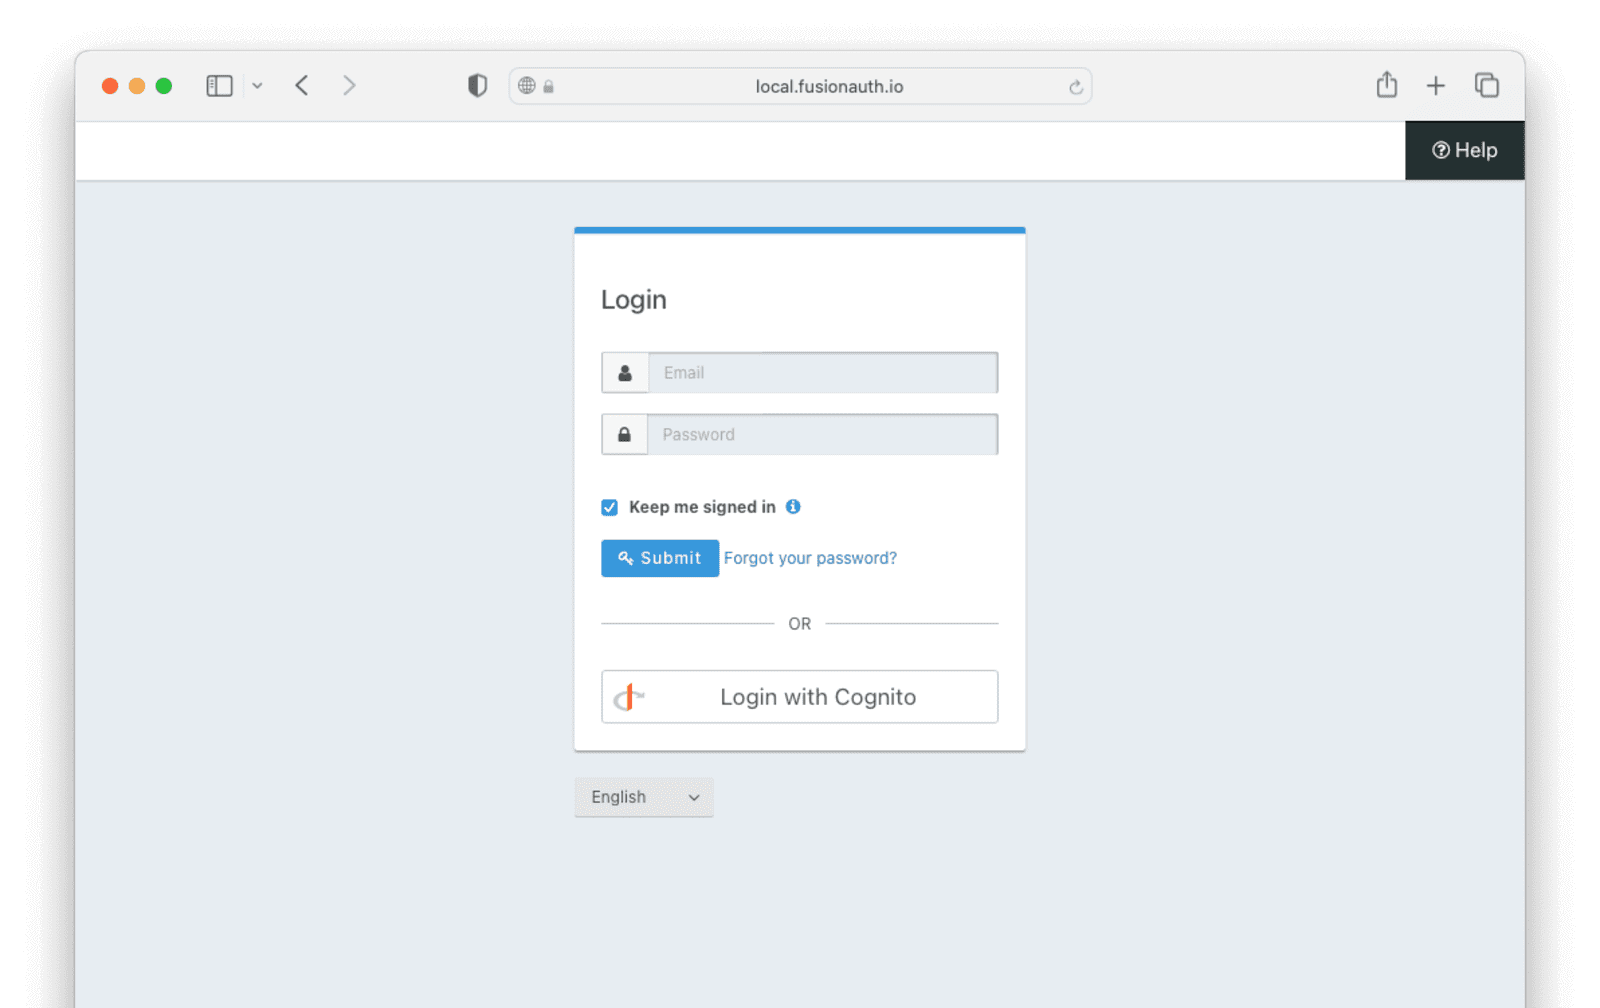 local.fusionauth.io
Help
Login
Email
Password
Keep me signed in
Submit Forgot your password?
OR
Login with Cognito
English